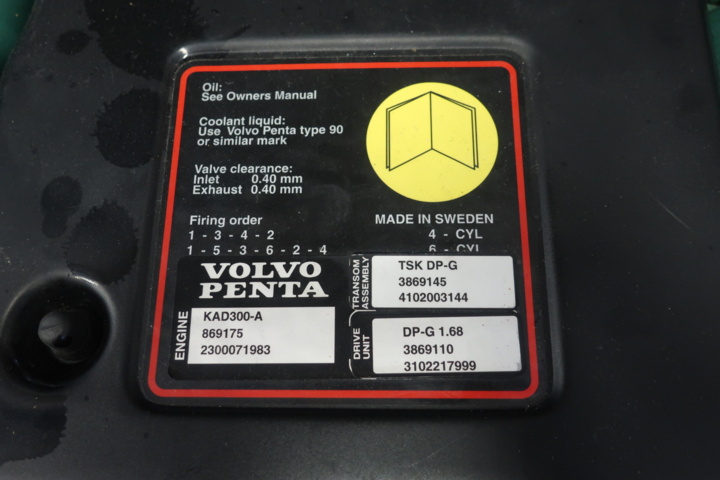 Oil:
See Owners Manual
Coolant liquid:
Use Volvo Penta type 90
or similar mark
Valve clearance:
Inlet 0.40 mm
Exhaust 0.40 mm
Firing order
1 - 3 - 4 - 2
1 - 5 - 3 - 6 - 2 - 4
MADE IN SWEDEN
4 - CYL
6 - CYL
VOLVO
PENTA
ENGINE
KAD300-A
869175
2300071983
TRANSOM
ASSEMBLY
TSK DP-G
3869145
4102003144
DRIVE
UNIT
DP-G 1.68
3869110
3102217999